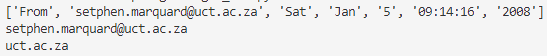 ['From', 'setphen.marquard@uct.ac.za', 'Sat', 'Jan', '5', '09:14:16', '2008']
setphen.marquard@uct.ac.za
uct.ac.za